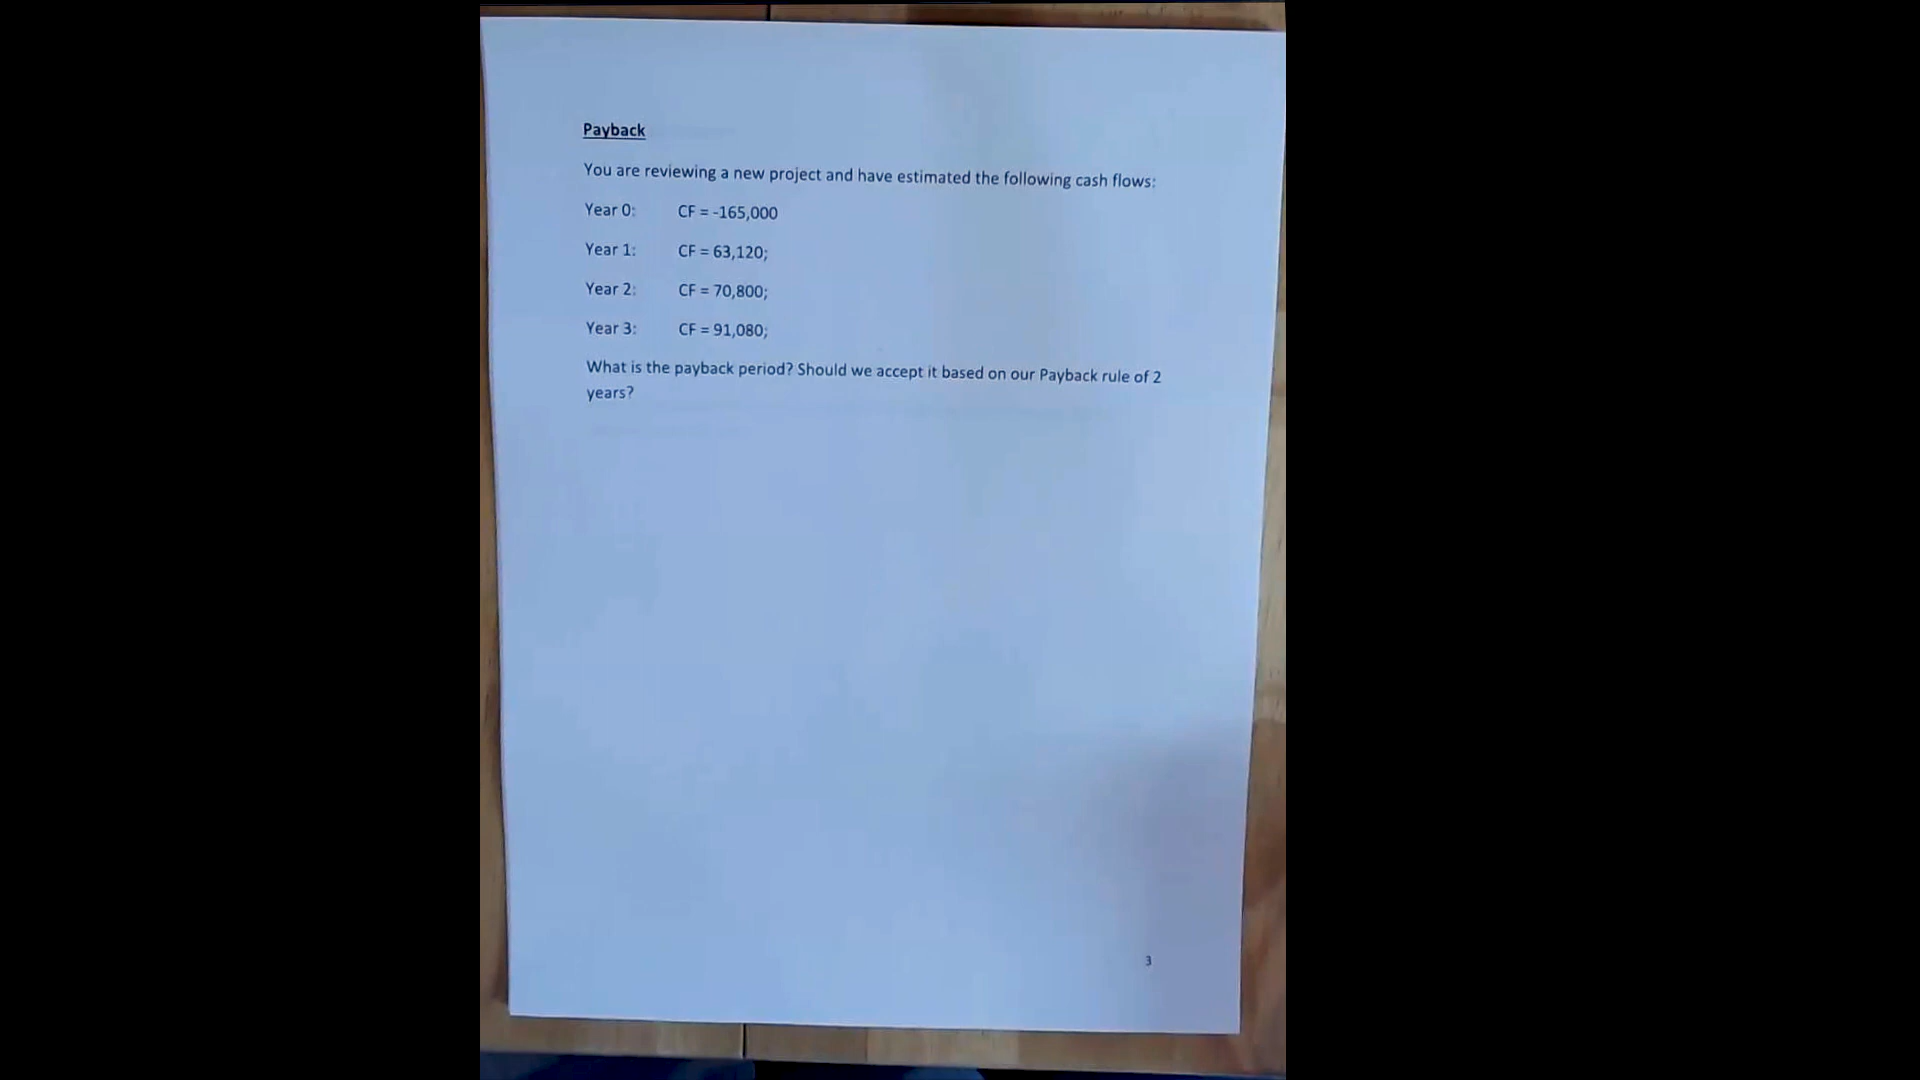 Payback
You are reviewing a new project and have estimated the following cash flows:
Year 0: CF = -165,000
Year 1: CF = 63,120;
Year 2: CF = 70,800;
Year 3: CF = 91,080;
What is the payback period? Should we accept it based on our Payback rule of 2
years?
3